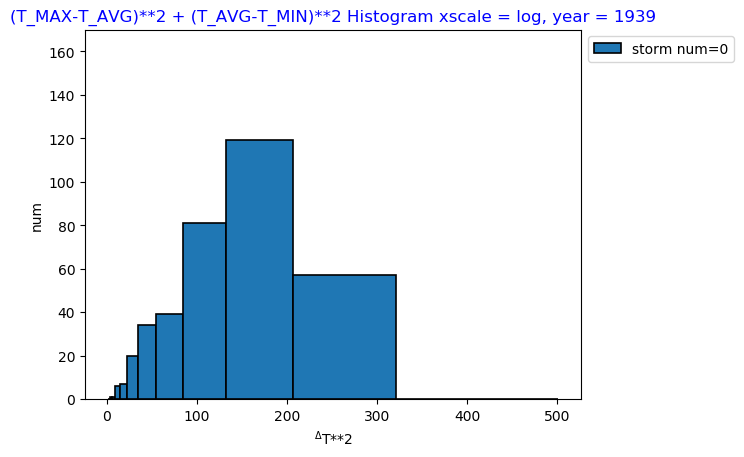 (T_MAX-T_AVG)**2 + (T_AVG-T_MIN)**2 Histogram xscale = log, year = 1939
storm num=0
160
140
120
100
80
60
40
20
0
num
0 100 200 300 400 500
ΔT**2